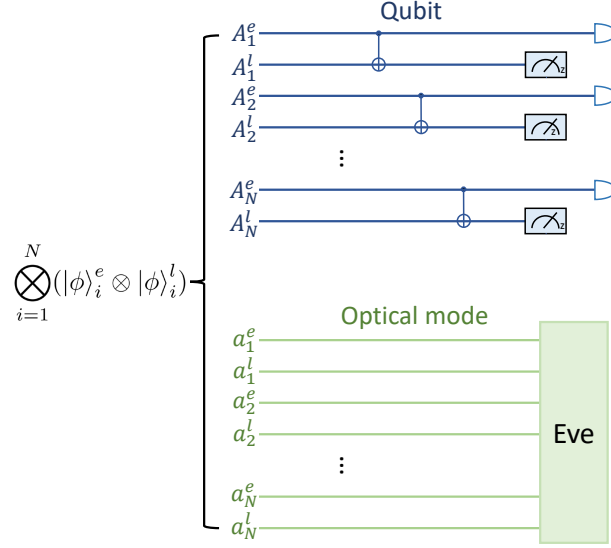 Qubit
A_1^e
A_1^l
z
A_2^e
A_2^l
z
⋮
A_N^e
A_N^l
z
N
⨂(|ϕ⟩_i^e ⊗ |ϕ⟩_i^l)
i=1
Optical mode
a_1^e
a_1^l
a_2^e
a_2^l
Eve
⋮
a_N^e
a_N^l